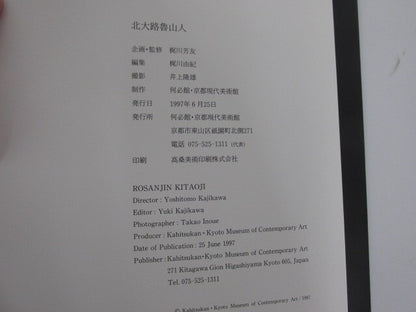 北大路魯山人
企画・監修 梶川芳友
編集 梶川由紀
撮影 井上隆雄
制作 何必館・京都現代美術館
発行日 1997年6月25日
発行所 何必館・京都現代美術館
京都市東山区祇園町北側271
電話 075-525-1311 (代表)
印刷 高桑美術印刷株式会社
ROSANJIN KITAOJI
Director : Yoshitomo Kajikawa
Editor : Yuki Kajikawa
Photographer : Takao Inoue
Producer : Kahitsukan・Kyoto Museum of Contemporary Art
Date of Publication : 25 June 1997
Publisher : Kahitsukan・Kyoto Museum of Contemporary Art
271 Kitagawa Gion Higashiyama Kyoto 605, Japan
Tel. 075-525-1311
© Kahitsukan・Kyoto Museum of Contemporary Art : 1997